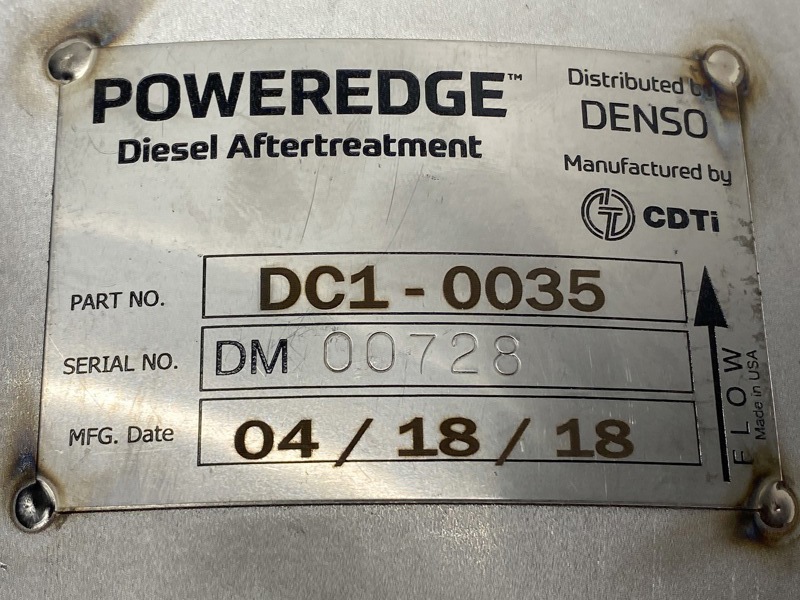 POWEREDGE™
Diesel Aftertreatment
Distributed by
DENSO
Manufactured by
CDTi
PART NO. DC1-0035
SERIAL NO. DM 00728
MFG. Date 04 / 18 / 18
FLOW
Made in USA